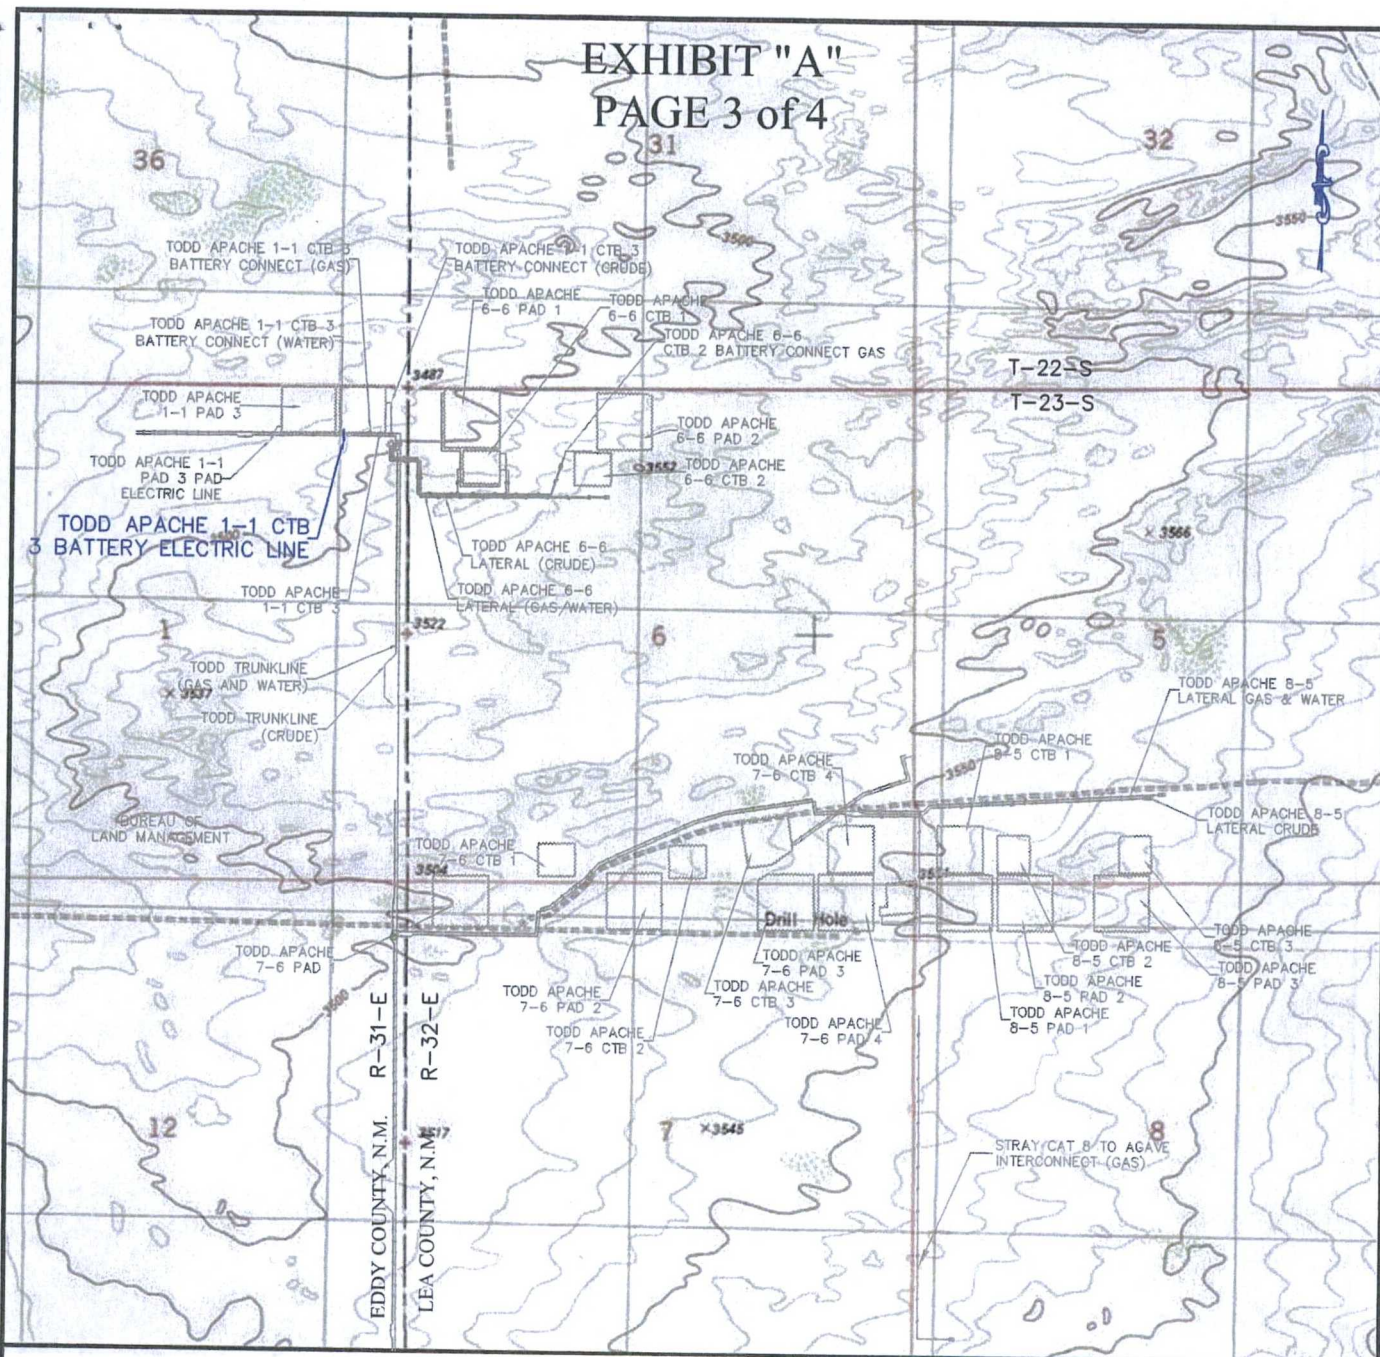 EXHIBIT "A"
PAGE 3 of 4
36
31
32
3550
3500
TODD APACHE 1-1 CTB 3
BATTERY CONNECT (GAS)
TODD APACHE 1-1 CTB 3
BATTERY CONNECT (CRUDE)
TODD APACHE
6-6 PAD 1
TODD APACHE
6-6 CTB 1
TODD APACHE 1-1 CTB 3
BATTERY CONNECT (WATER)
TODD APACHE 6-6
CTB 2 BATTERY CONNECT GAS
T-22-S
T-23-S
3487
TODD APACHE
1-1 PAD 3
TODD APACHE
6-6 PAD 2
TODD APACHE 1-1
PAD 3 PAD
ELECTRIC LINE
3552
TODD APACHE
6-6 CTB 2
TODD APACHE 1-1 CTB
3 BATTERY ELECTRIC LINE
3500
3566
TODD APACHE 6-6
LATERAL (CRUDE)
TODD APACHE
1-1 CTB 3
TODD APACHE 6-6
LATERAL (GAS/WATER)
1
3522
6
5
TODD TRUNKLINE
(GAS AND WATER)
3537
TODD TRUNKLINE
(CRUDE)
TODD APACHE 8-5
LATERAL GAS & WATER
TODD APACHE
8-5 CTB 1
TODD APACHE
7-6 CTB 4
3550
BUREAU OF
LAND MANAGEMENT
TODD APACHE 8-5
LATERAL CRUDE
TODD APACHE
7-6 CTB 1
3504
Drill Hole
TODD APACHE
7-6 PAD 1
TODD APACHE
7-6 PAD 3
TODD APACHE
8-5 CTB 2
TODD APACHE
8-5 CTB 3
TODD APACHE
8-5 PAD 3
TODD APACHE
7-6 PAD 2
TODD APACHE
7-6 CTB 3
TODD APACHE
8-5 PAD 2
3500
TODD APACHE
7-6 CTB 2
TODD APACHE
7-6 PAD 4
TODD APACHE
8-5 PAD 1
EDDY COUNTY, N.M. R-31-E
LEA COUNTY, N.M. R-32-E
12
3517
7
3545
8
STRAY CAT 8 TO AGAVE
INTERCONNECT (GAS)